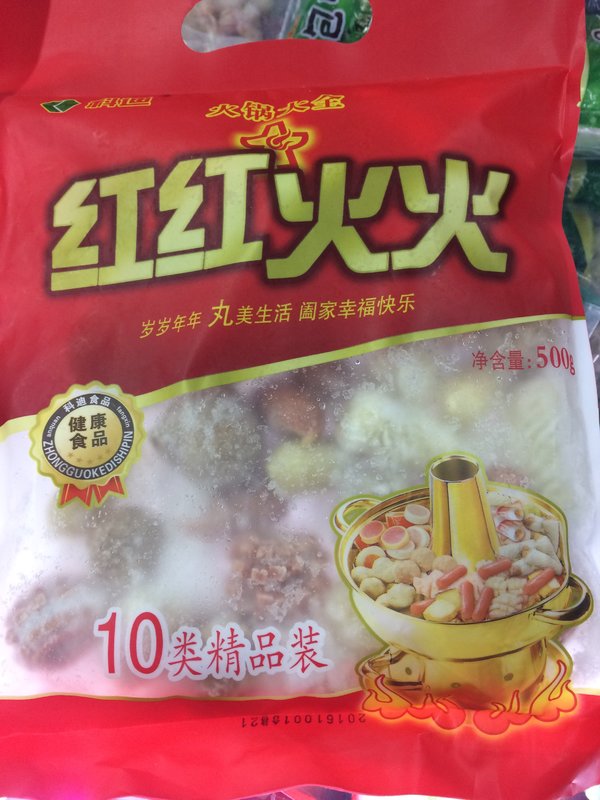 科迪
火锅大全
红红火火
岁岁年年 丸美生活 阖家幸福快乐
净含量: 500g
科迪食品
anquan
fangxin
健康
食品
ZHONGGUOKEDISHIPIN
10类精品装